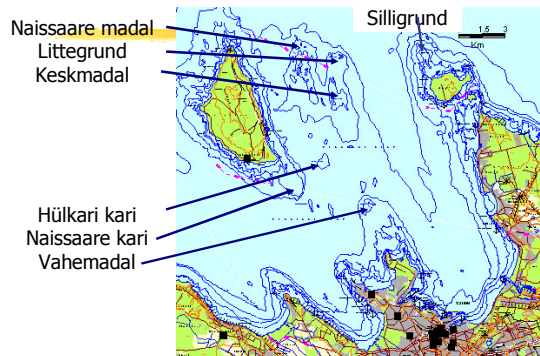 Naissaare madal
Littegrund
Keskmadal
Silligrund
1.5 3
Km
Hülkari kari
Naissaare kari
Vahemadal